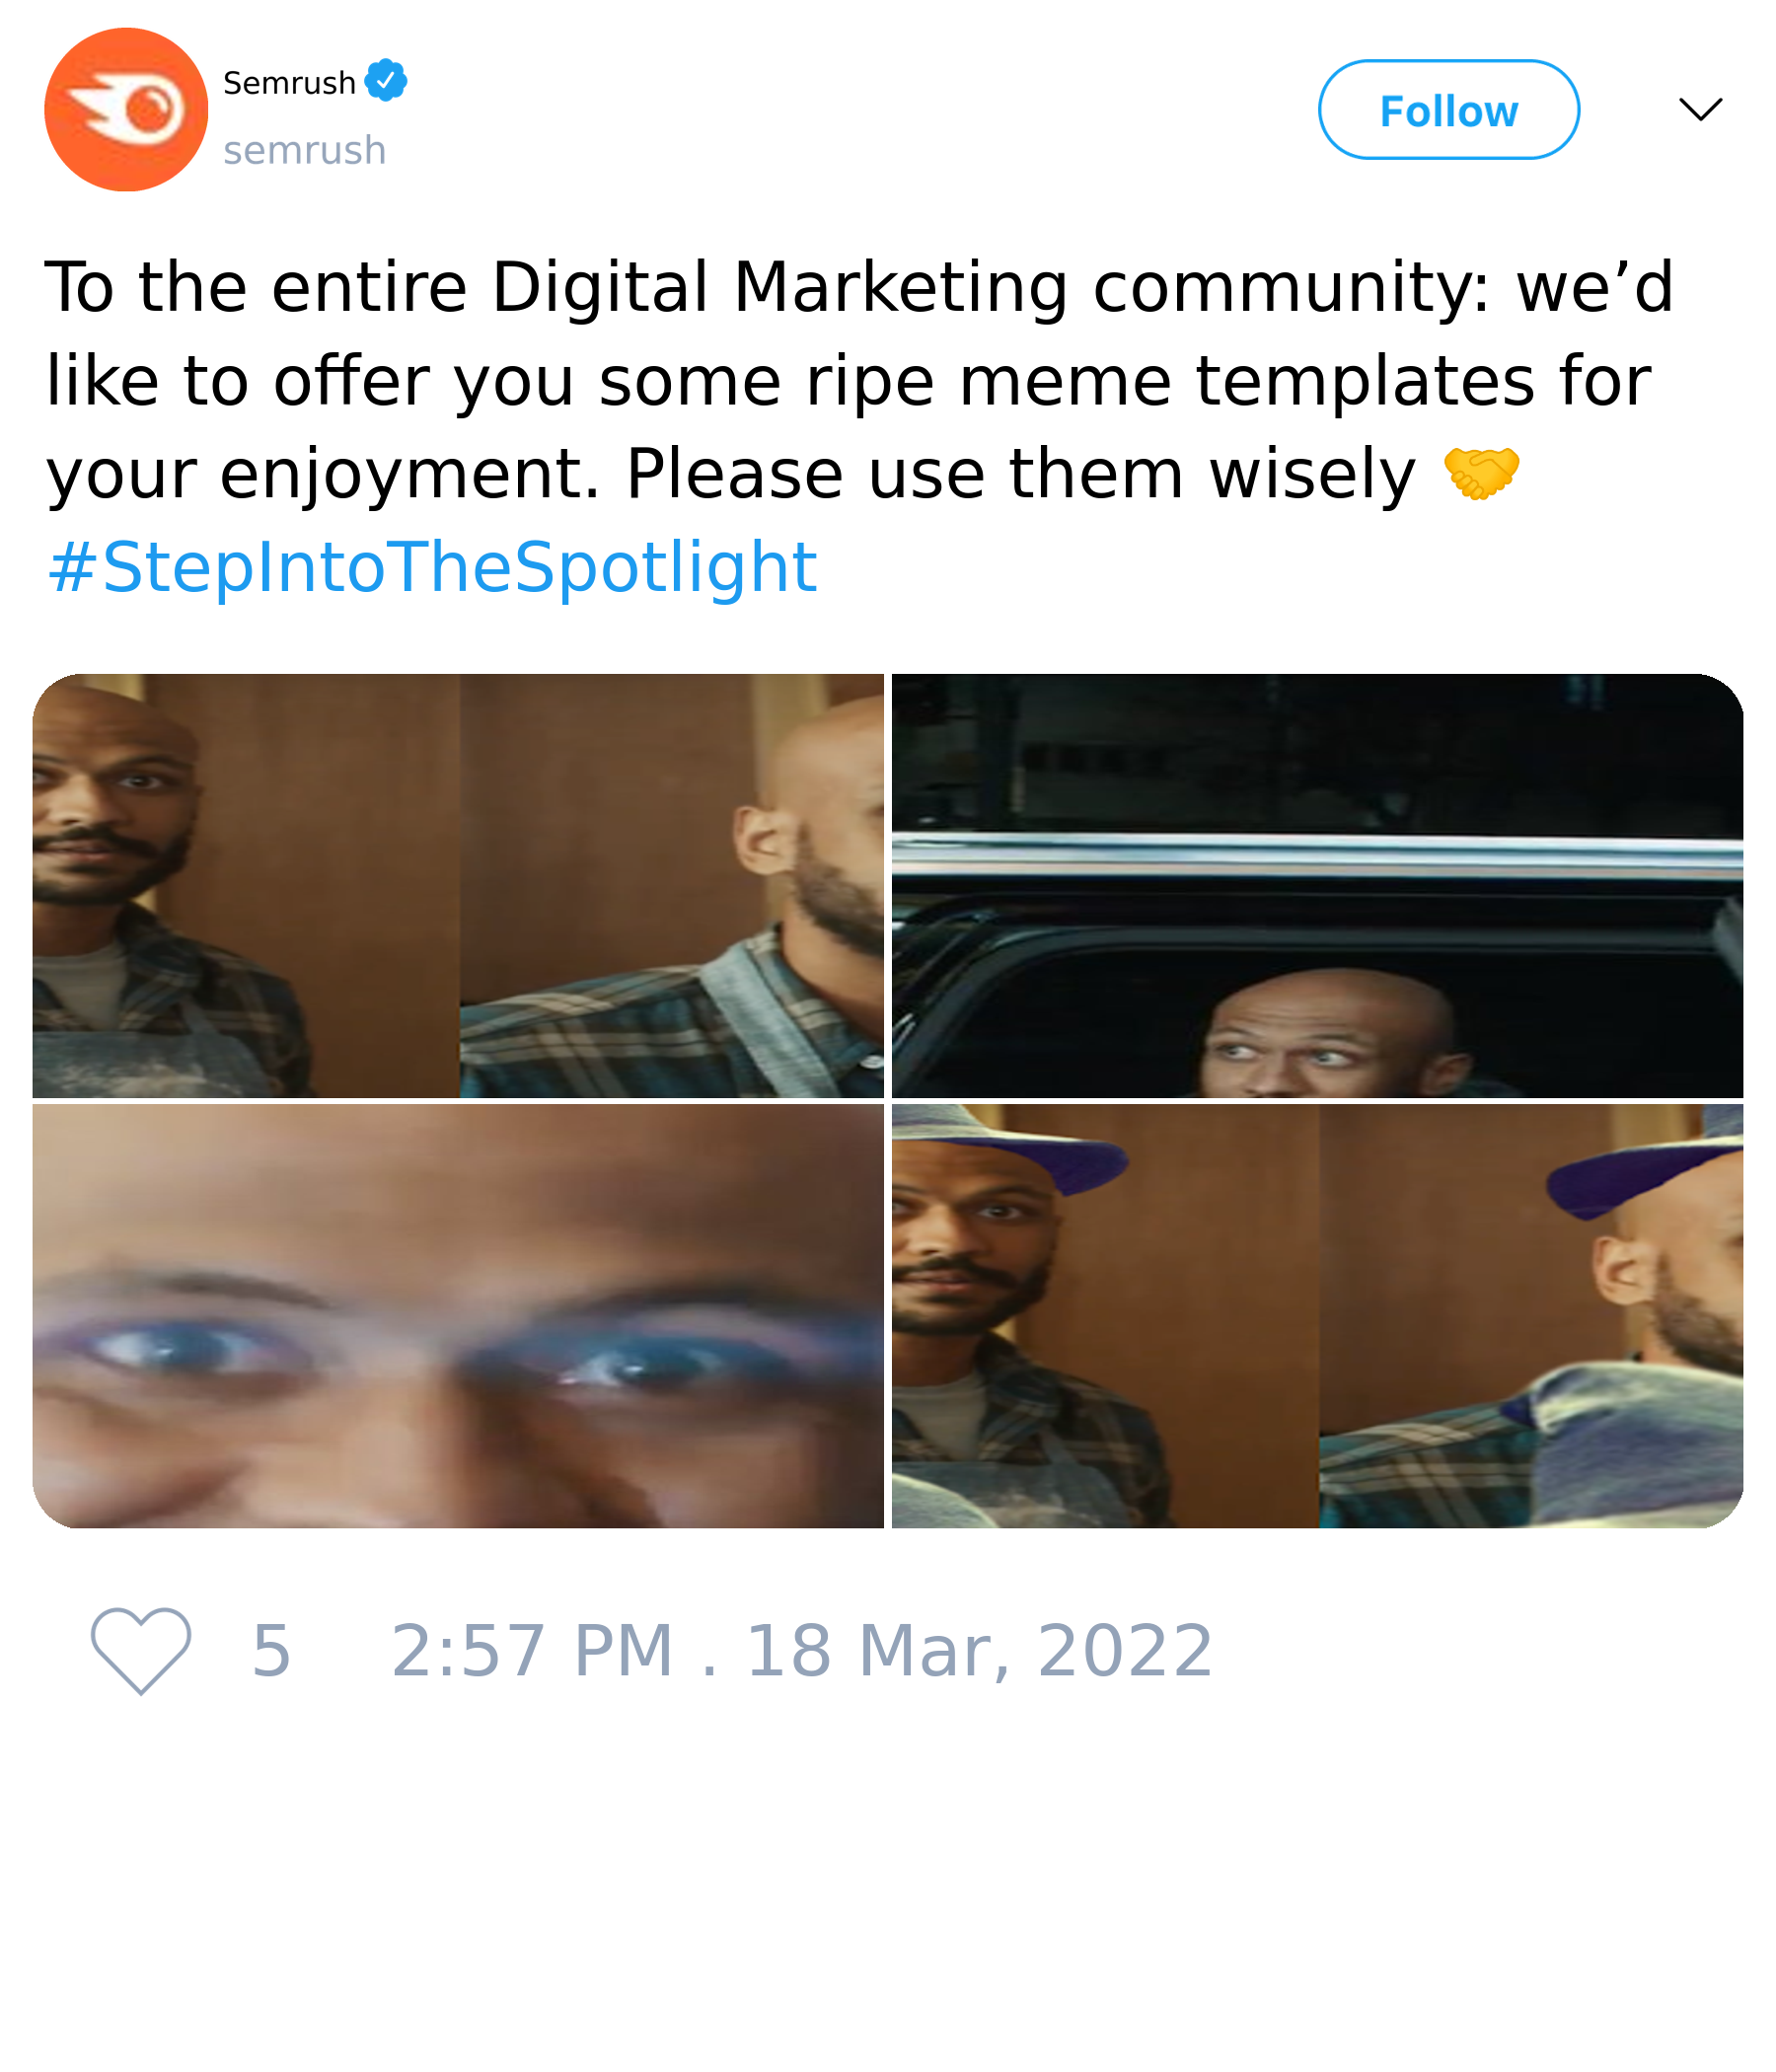 Semrush
semrush
Follow
To the entire Digital Marketing community: we’d
like to offer you some ripe meme templates for
your enjoyment. Please use them wisely 🤝
#StepIntoTheSpotlight
5 2:57 PM . 18 Mar, 2022